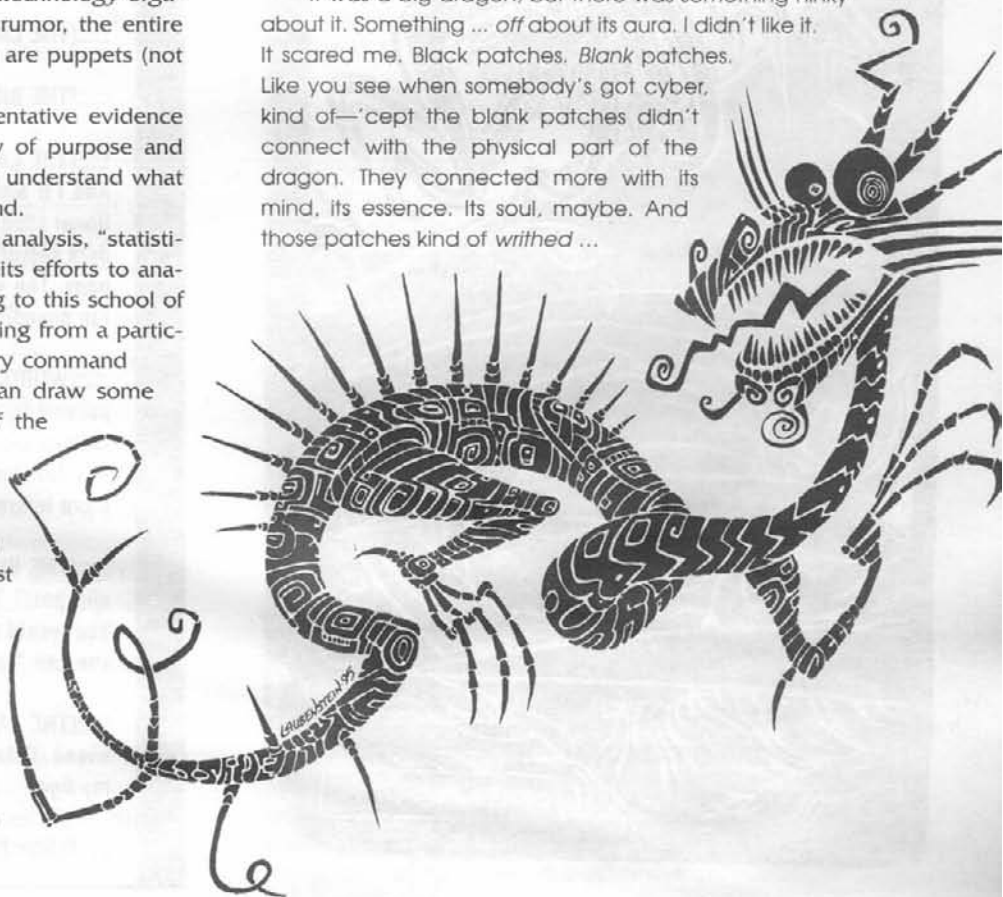 rumor, the entire
are puppets (not
entative evidence
of purpose and
understand what
nd.
analysis, "statisti-
its efforts to ana-
g to this school of
ing from a partic-
ry command
an draw some
f the
st
about it. Something ... off about its aura. I didn't like it.
It scared me. Black patches. Blank patches.
Like you see when somebody's got cyber,
kind of—'cept the blank patches didn't
connect with the physical part of the
dragon. They connected more with its
mind, its essence. Its soul, maybe. And
those patches kind of writhed ...
LAUBENSTEIN 95